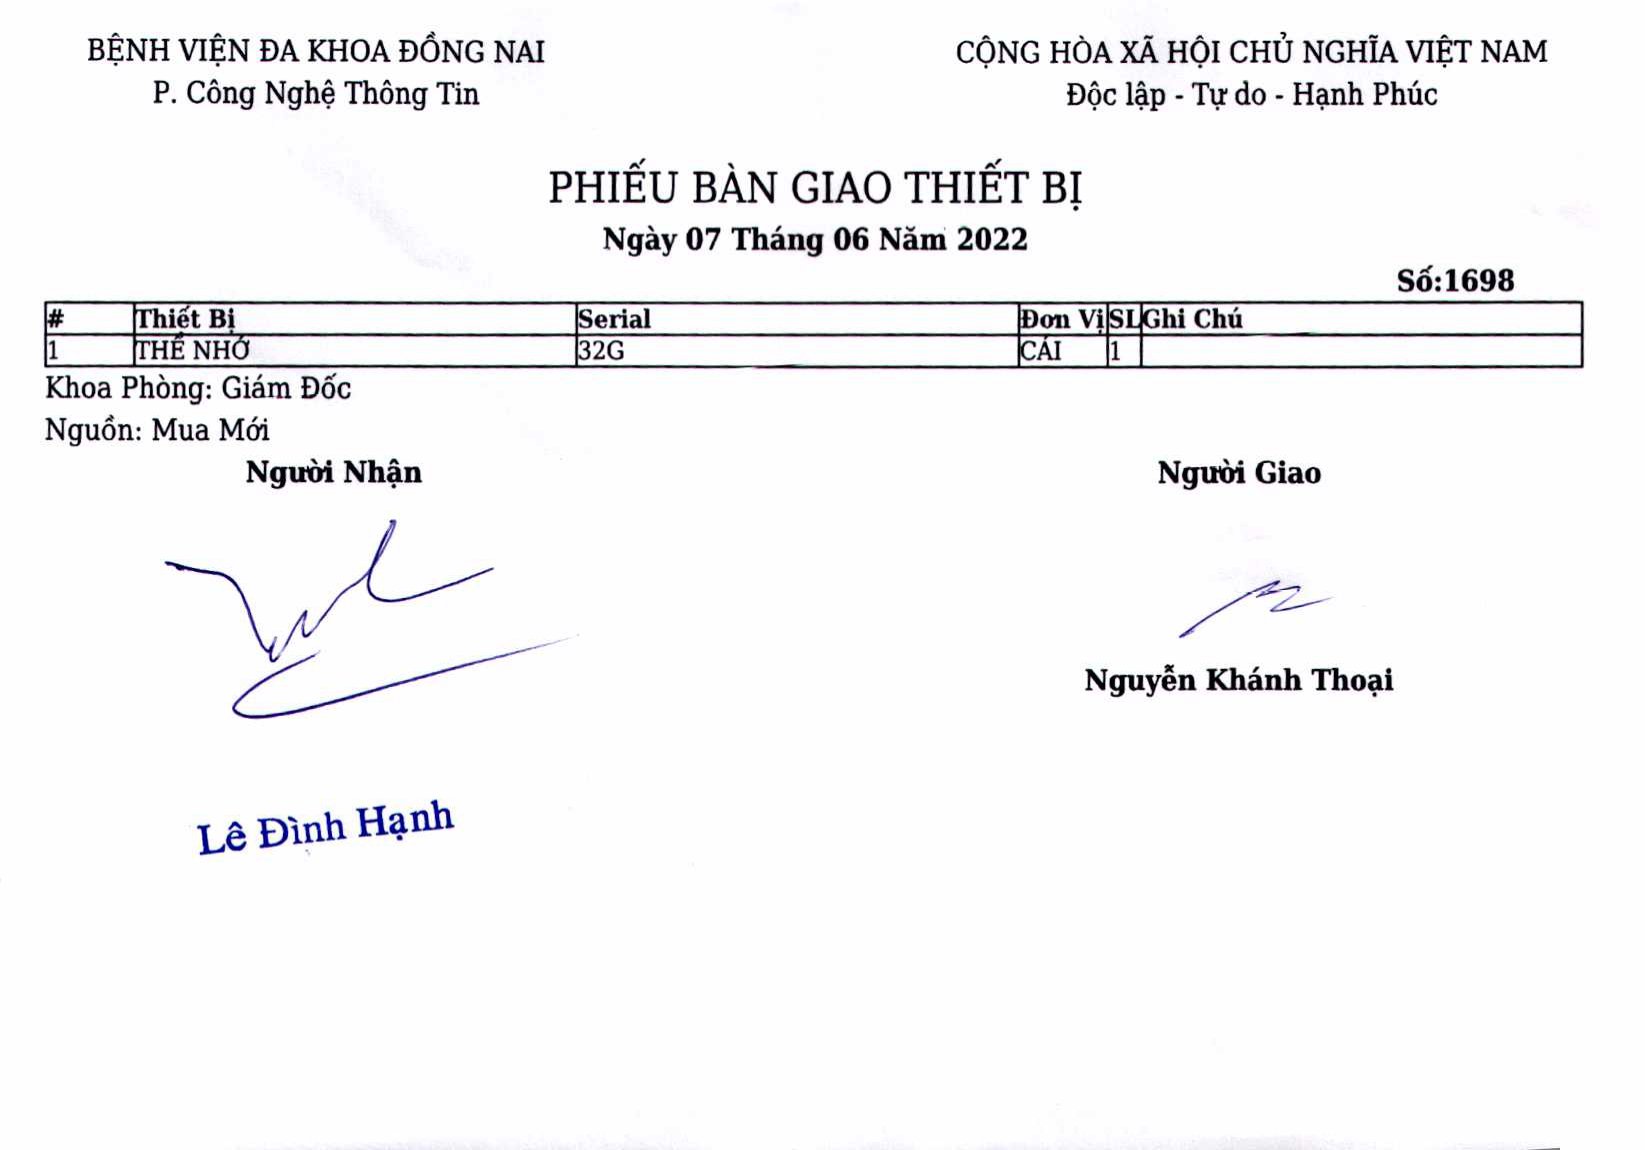 BỆNH VIỆN ĐA KHOA ĐỒNG NAI
P. Công Nghệ Thông Tin
CỘNG HÒA XÃ HỘI CHỦ NGHĨA VIỆT NAM
Độc lập - Tự do - Hạnh Phúc
PHIẾU BÀN GIAO THIẾT BỊ
Ngày 07 Tháng 06 Năm 2022
Số:1698
# Thiết Bị Serial Đơn Vị SL Ghi Chú
1 THẺ NHỚ 32G CÁI 1
Khoa Phòng: Giám Đốc
Nguồn: Mua Mới
Người Nhận Người Giao
Nguyễn Khánh Thoại
Lê Đình Hạnh